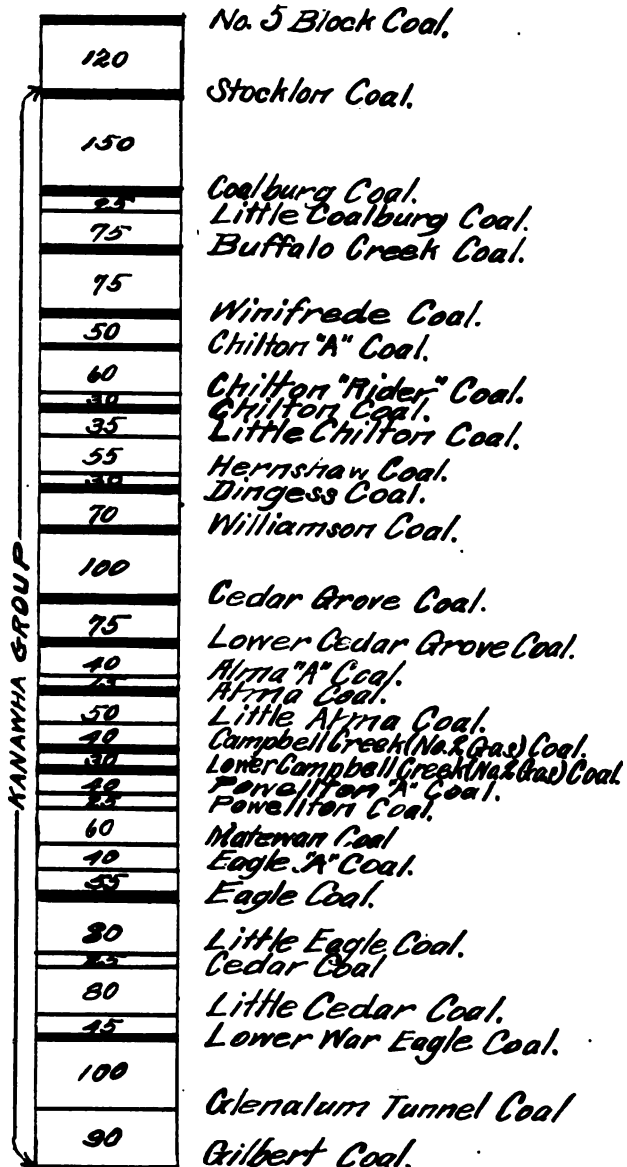 No. 5 Block Coal.
120
Stockton Coal.
150
Coalburg Coal.
25
Little Coalburg Coal.
75
Buffalo Creek Coal.
75
Winifrede Coal.
50
Chilton "A" Coal.
60
Chilton "Rider" Coal.
30
Chilton Coal.
35
Little Chilton Coal.
55
Hernshaw Coal.
30
Dingess Coal.
70
Williamson Coal.
100
Cedar Grove Coal.
75
Lower Cedar Grove Coal.
40
Alma "A" Coal.
Alma Coal.
50
Little Alma Coal.
40
Campbell Creek (No. 2 Gas) Coal.
30
Lower Campbell Creek (No. 2 Gas) Coal
40
Powellton "A" Coal.
25
Powellton Coal.
60
Matewan Coal
40
Eagle "A" Coal.
55
Eagle Coal.
80
Little Eagle Coal.
25
Cedar Coal
80
Little Cedar Coal.
45
Lower War Eagle Coal.
100
Glenalum Tunnel Coal
90
Gilbert Coal.
KANAWHA GROUP